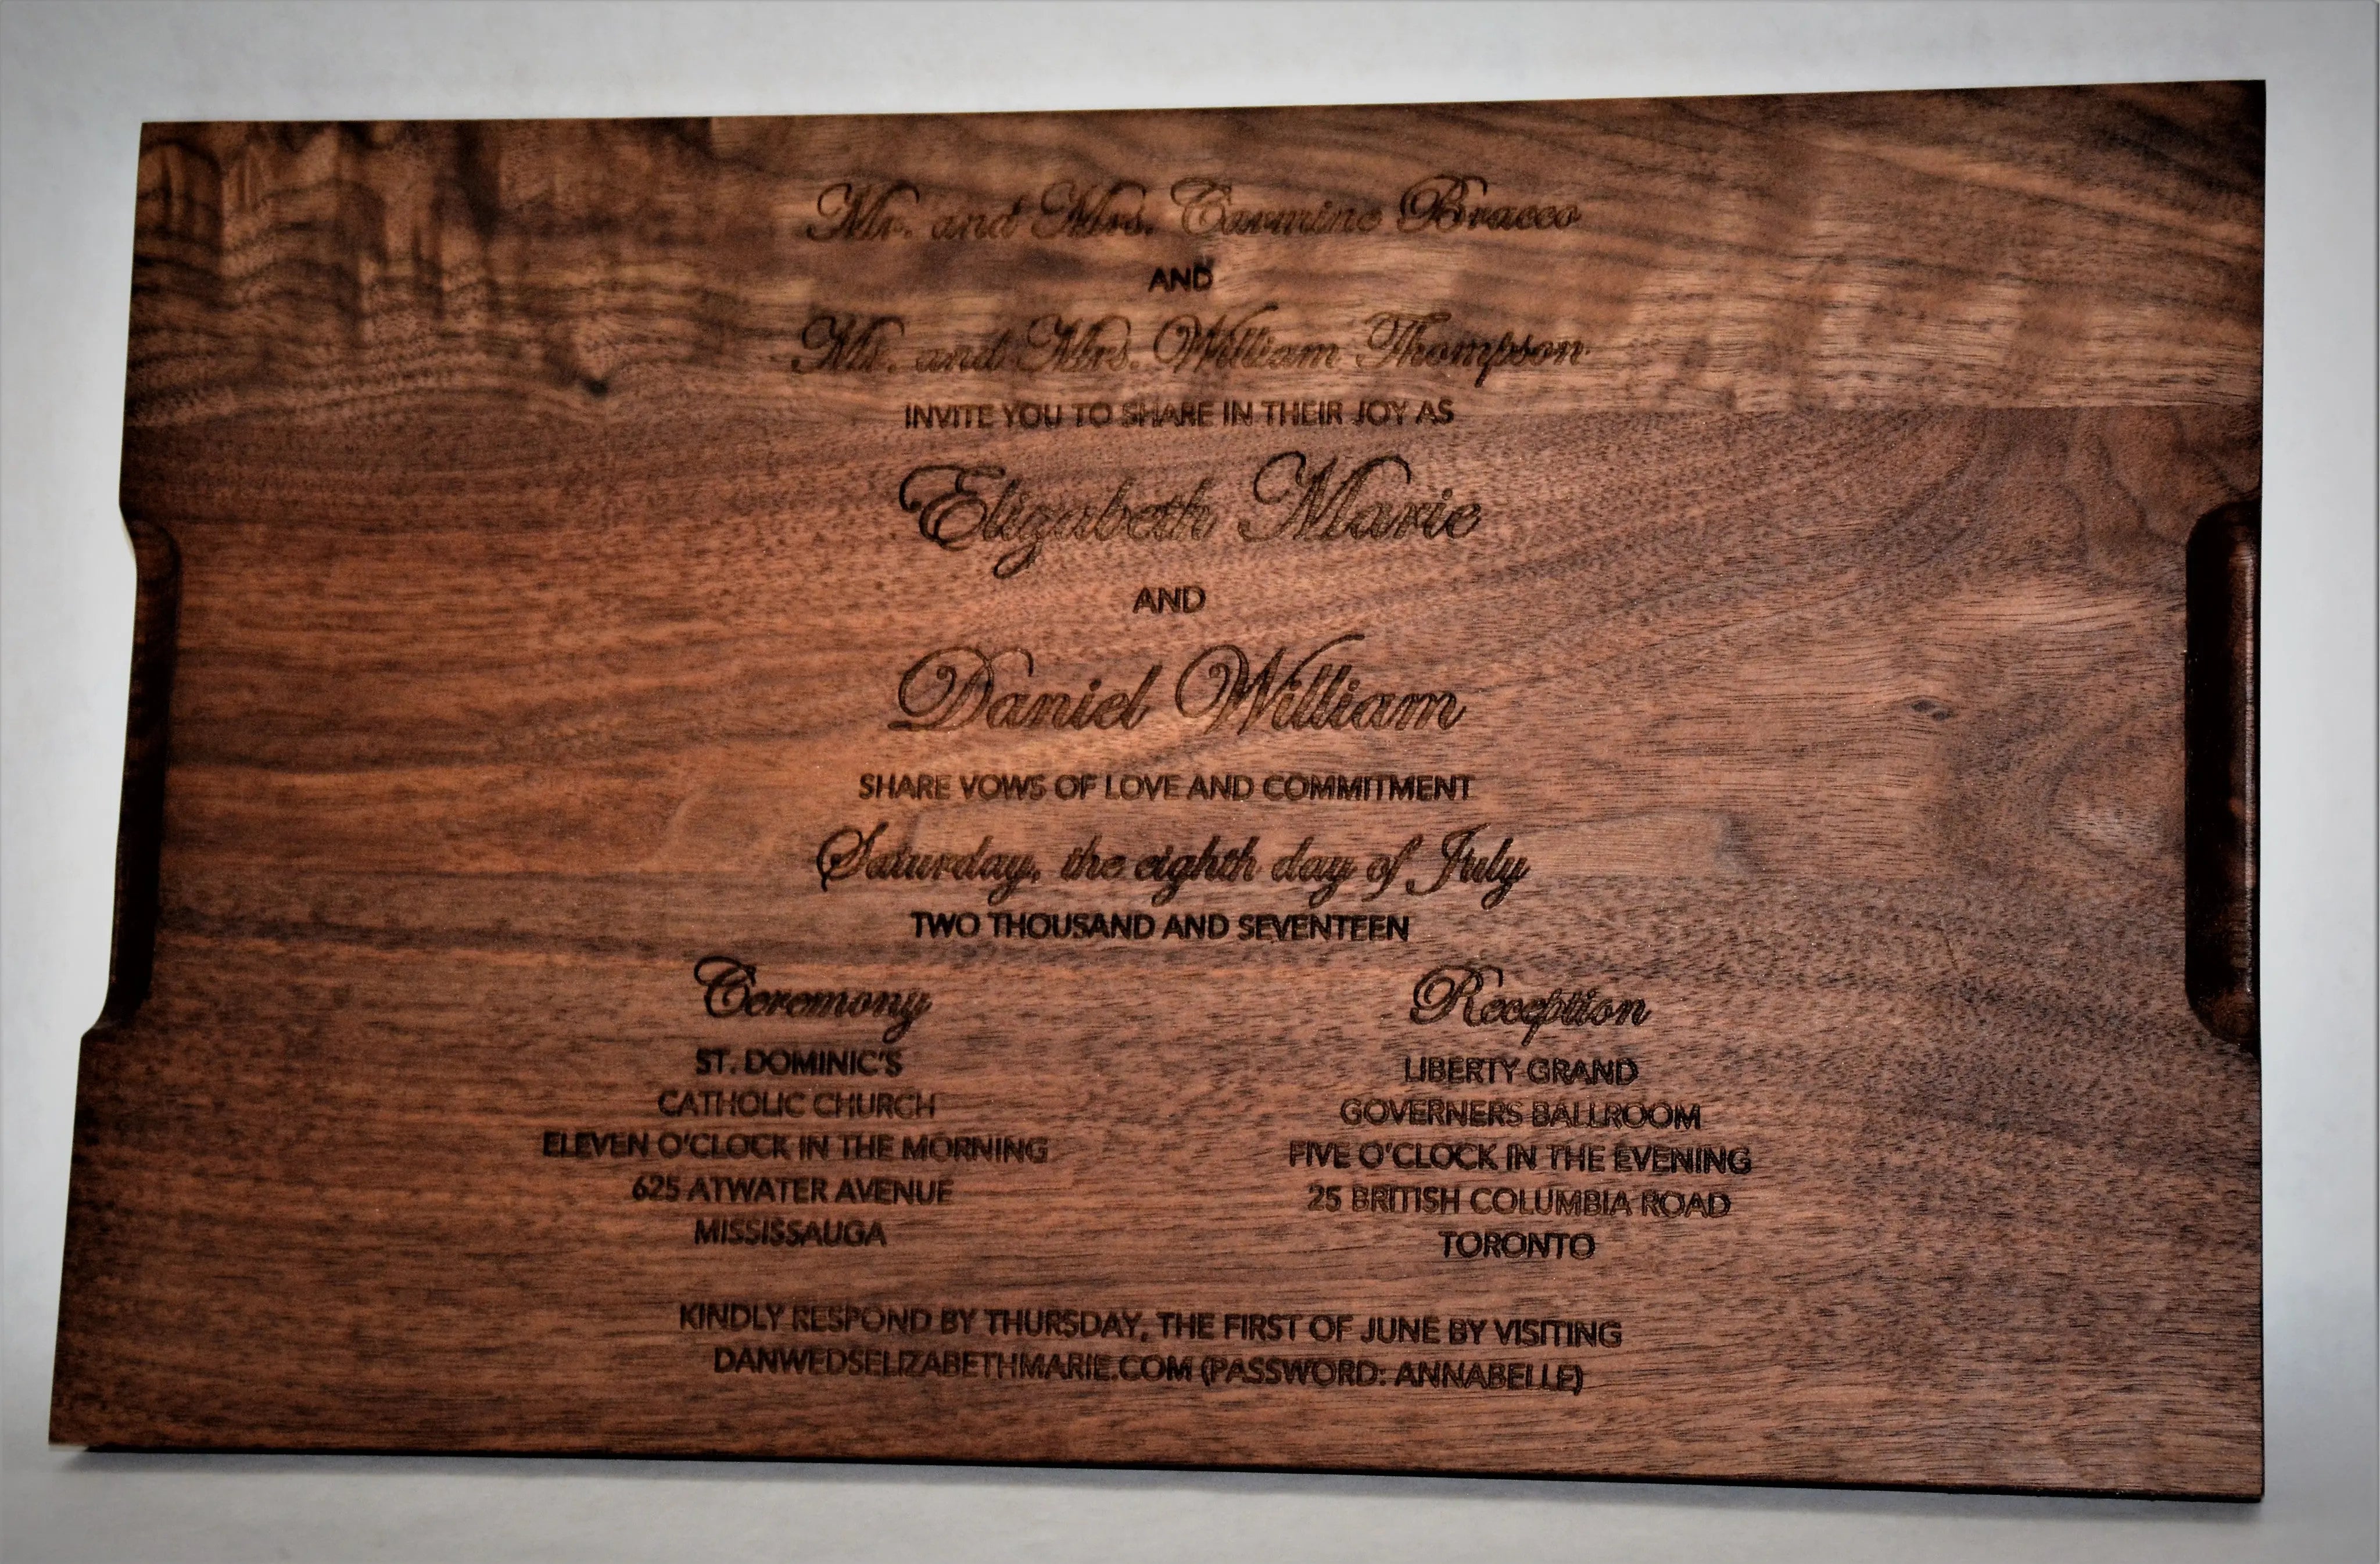 Mr. and Mrs. Carmine Bracco
AND
Mr. and Mrs. William Thompson
INVITE YOU TO SHARE IN THEIR JOY AS
Elizabeth Marie
AND
Daniel William
SHARE VOWS OF LOVE AND COMMITMENT
Saturday, the eighth day of July
TWO THOUSAND AND SEVENTEEN
Ceremony
ST. DOMINIC'S
CATHOLIC CHURCH
ELEVEN O'CLOCK IN THE MORNING
625 ATWATER AVENUE
MISSISSAUGA
Reception
LIBERTY GRAND
GOVERNERS BALLROOM
FIVE O'CLOCK IN THE EVENING
25 BRITISH COLUMBIA ROAD
TORONTO
KINDLY RESPOND BY THURSDAY, THE FIRST OF JUNE BY VISITING
DANWEDSELIZABETHMARIE.COM (PASSWORD: ANNABELLE)